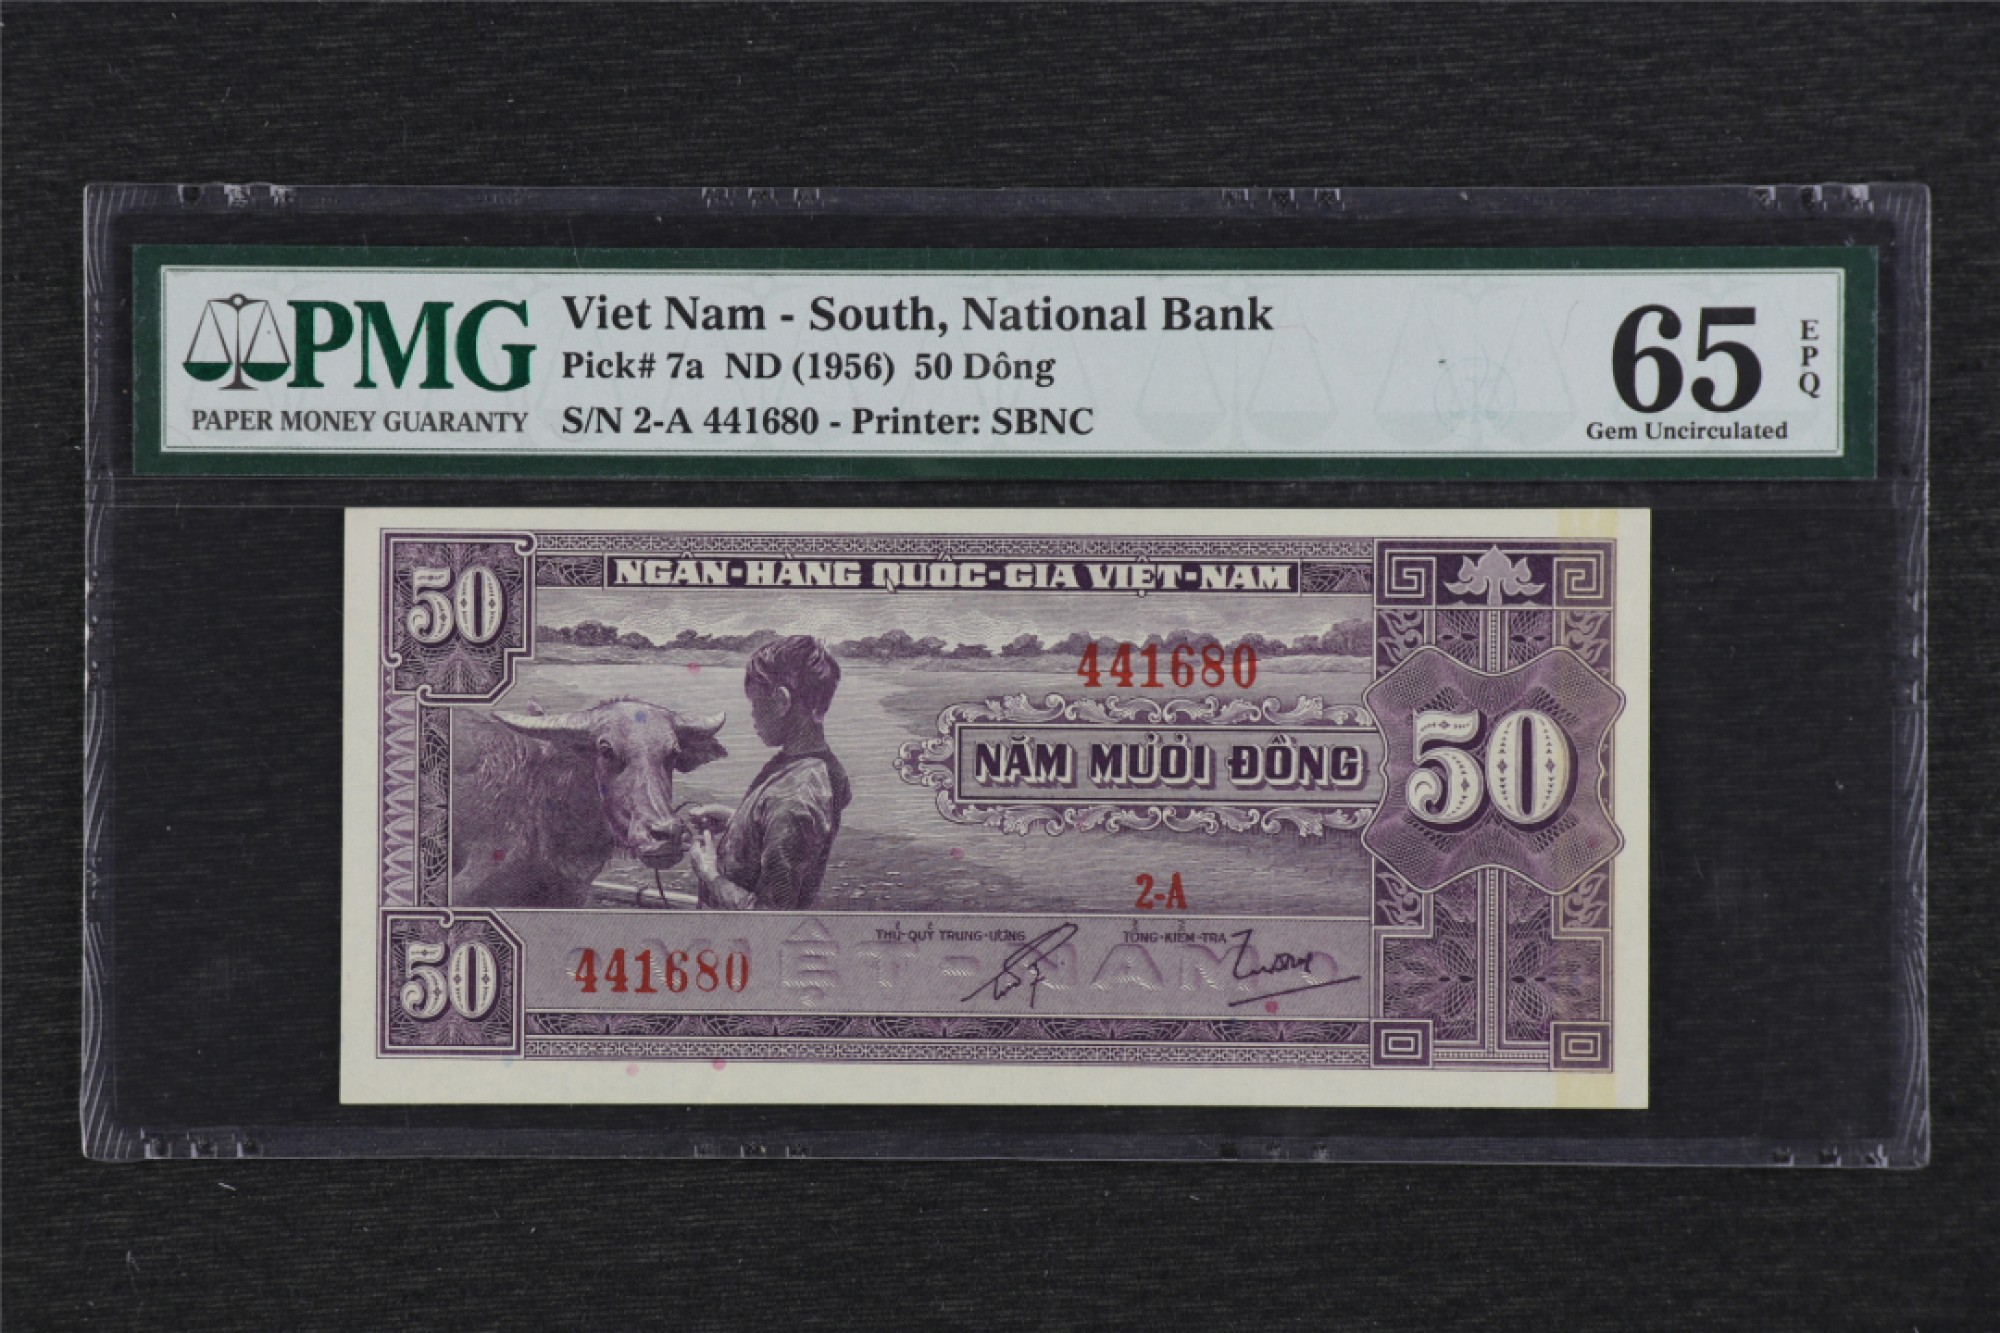 PMG
PAPER MONEY GUARANTY
Viet Nam - South, National Bank
Pick# 7a ND (1956) 50 Dông
S/N 2-A 441680 - Printer: SBNC
65
EPQ
Gem Uncirculated
50
NGÂN-HÀNG QUỐC-GIA VIỆT-NAM
441680
NĂM MƯƠI ĐỒNG
50
2-A
THỦ-QUỸ TRUNG-ƯƠNG
TỔNG-KIỂM-TRA
50
441680
VIỆT-NAM